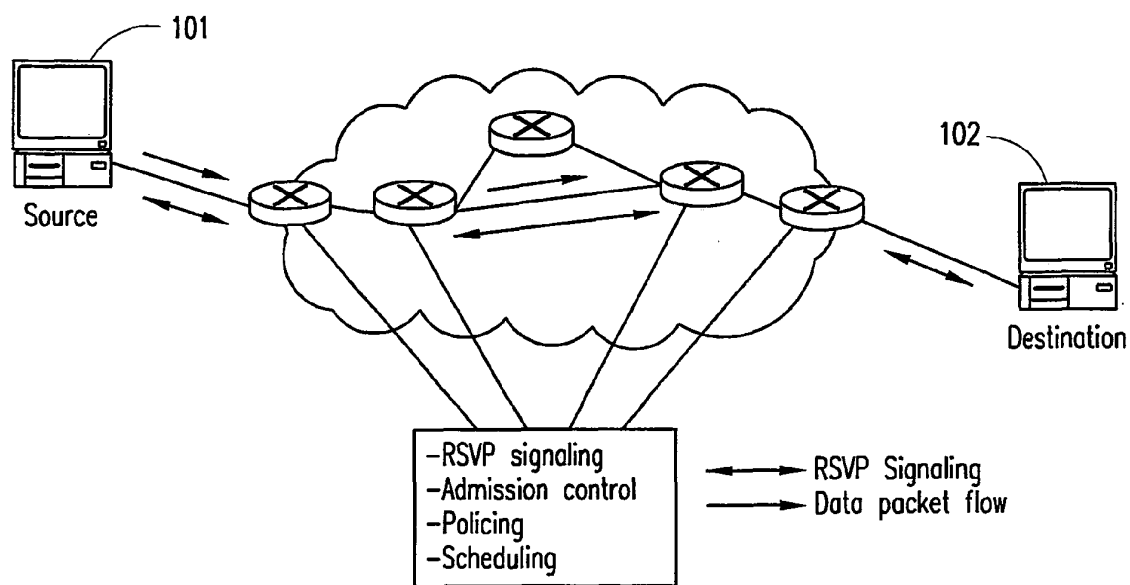 101
102
Source
Destination
-RSVP signaling
-Admission control
-Policing
-Scheduling
RSVP Signaling
Data packet flow